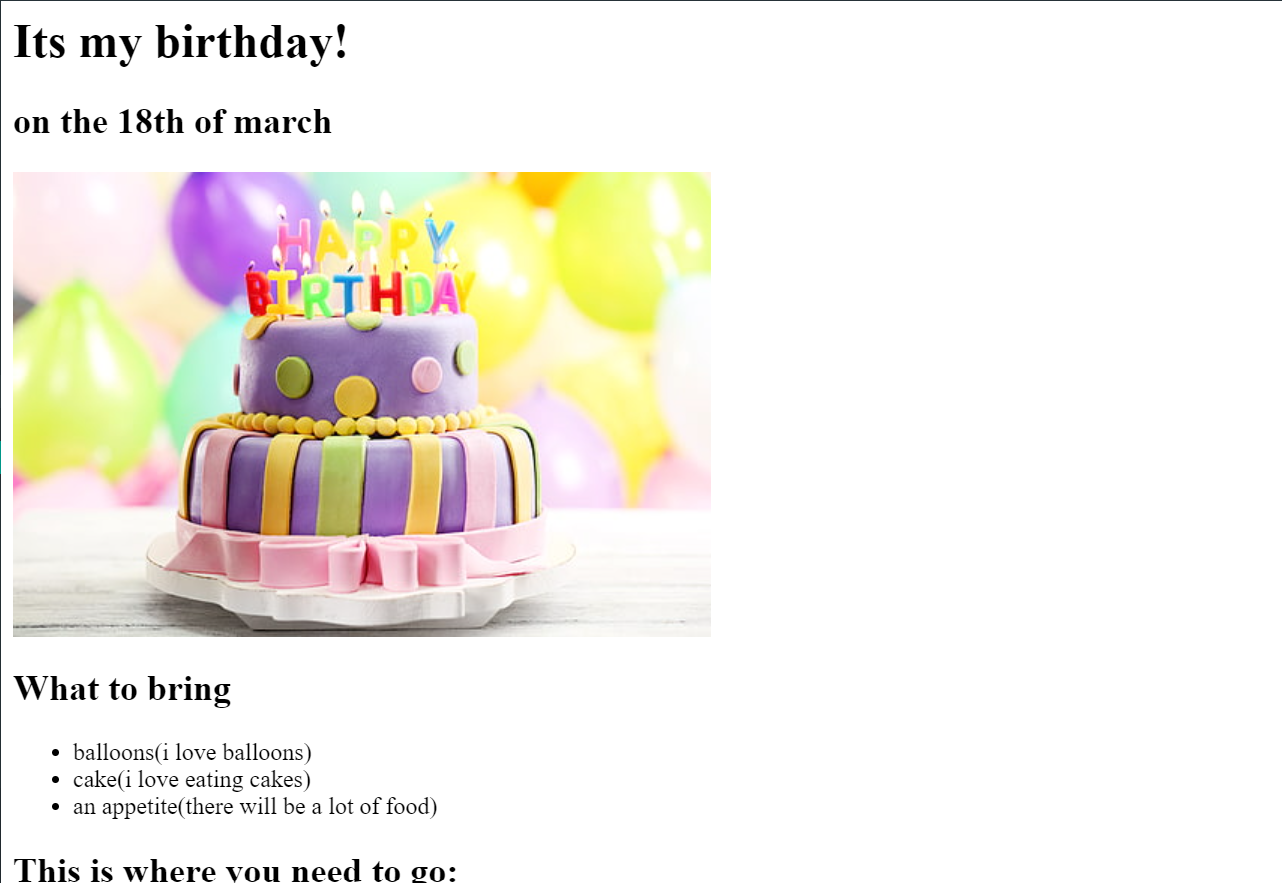 Its my birthday!
on the 18th of march
HAPPY
BIRTHDAY
What to bring
balloons(i love balloons)
cake(i love eating cakes)
an appetite(there will be a lot of food)
This is where you need to go: